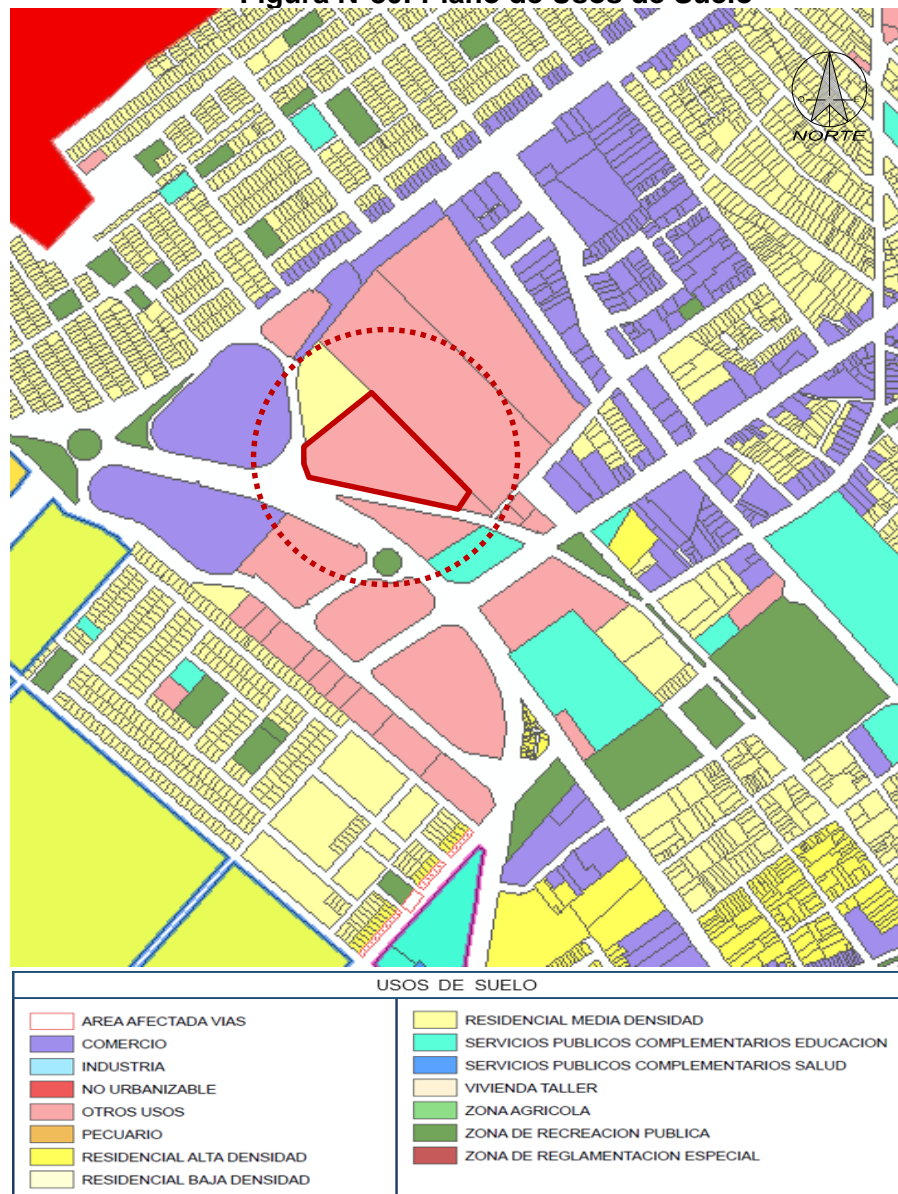 NORTE
USOS DE SUELO
AREA AFECTADA VIAS
COMERCIO
INDUSTRIA
NO URBANIZABLE
OTROS USOS
PECUARIO
RESIDENCIAL ALTA DENSIDAD
RESIDENCIAL BAJA DENSIDAD
RESIDENCIAL MEDIA DENSIDAD
SERVICIOS PUBLICOS COMPLEMENTARIOS EDUCACION
SERVICIOS PUBLICOS COMPLEMENTARIOS SALUD
VIVIENDA TALLER
ZONA AGRICOLA
ZONA DE RECREACION PUBLICA
ZONA DE REGLAMENTACION ESPECIAL